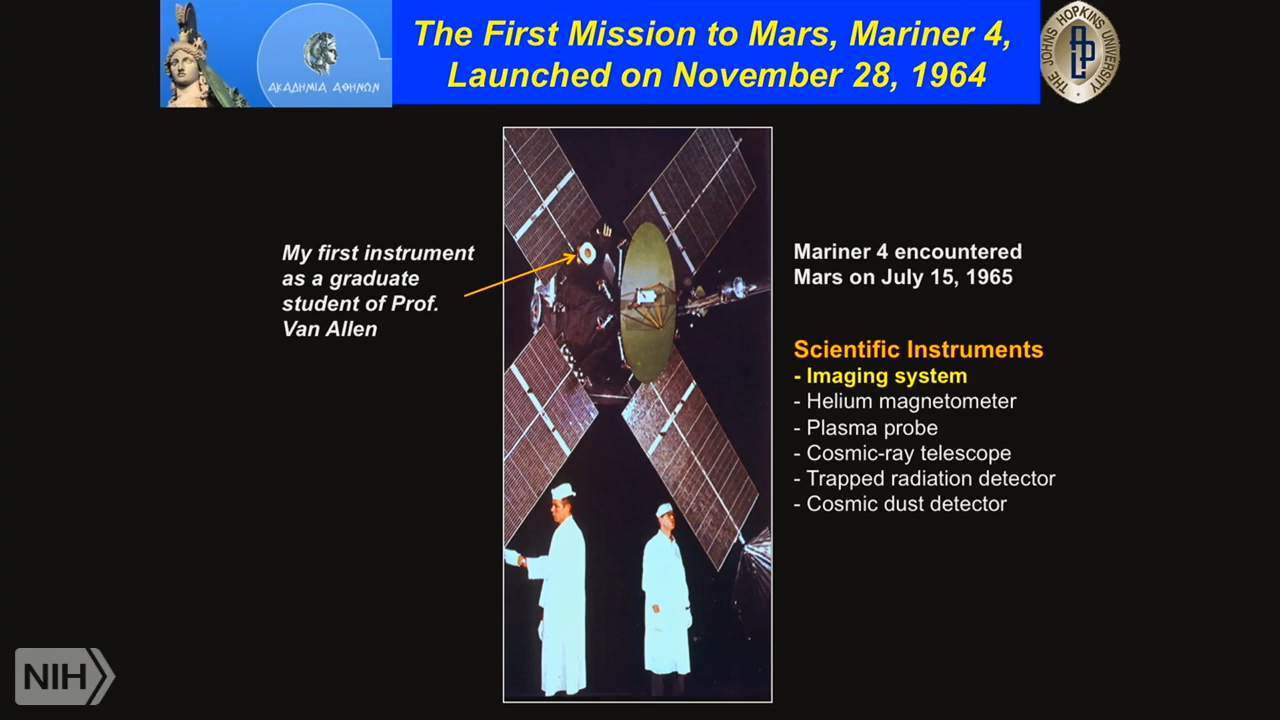 The First Mission to Mars, Mariner 4,
Launched on November 28, 1964
ΑΚΑΔΗΜΙΑ ΑΘΗΝΩΝ
THE JOHNS HOPKINS UNIVERSITY
APL
My first instrument
as a graduate
student of Prof.
Van Allen
Mariner 4 encountered
Mars on July 15, 1965
Scientific Instruments
- Imaging system
- Helium magnetometer
- Plasma probe
- Cosmic-ray telescope
- Trapped radiation detector
- Cosmic dust detector
NIH